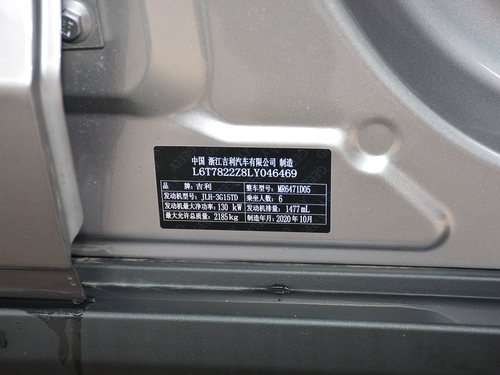 中国 浙江吉利汽车有限公司 制造
L6T7822Z8LY046469
品牌：吉利 整车型号：MR6471D05
发动机型号：JLH-3G15TD 乘坐人数：6
发动机最大净功率：130 kW 发动机排量：1477mL
最大允许总质量：2185kg 制造年月：2020年10月